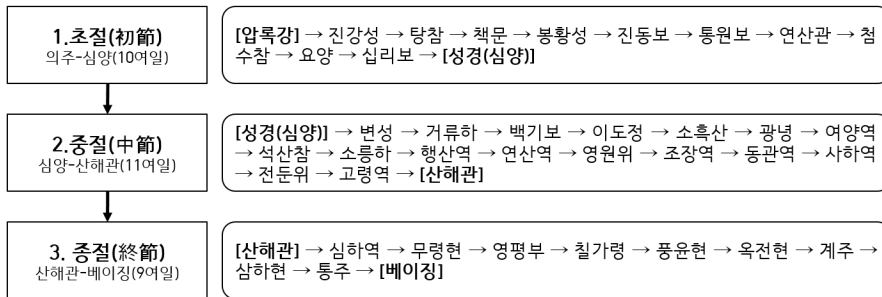 1.초절(初節)
의주-심양(10여일)
[압록강] → 진강성 → 탕참 → 책문 → 봉황성 → 진동보 → 통원보 → 연산관 → 첨
수참 → 요양 → 십리보 → [성경(심양)]
2.중절(中節)
심양-산해관(11여일)
[성경(심양)] → 변성 → 거류하 → 백기보 → 이도정 → 소흑산 → 광녕 → 여양역
→ 석산참 → 소릉하 → 행산역 → 연산역 → 영원위 → 조장역 → 동관역 → 사하역
→ 전둔위 → 고령역 → [산해관]
3. 종절(終節)
산해관-베이징(9여일)
[산해관] → 심하역 → 무령현 → 영평부 → 칠가령 → 풍윤현 → 옥전현 → 계주 →
삼하현 → 통주 → [베이징]